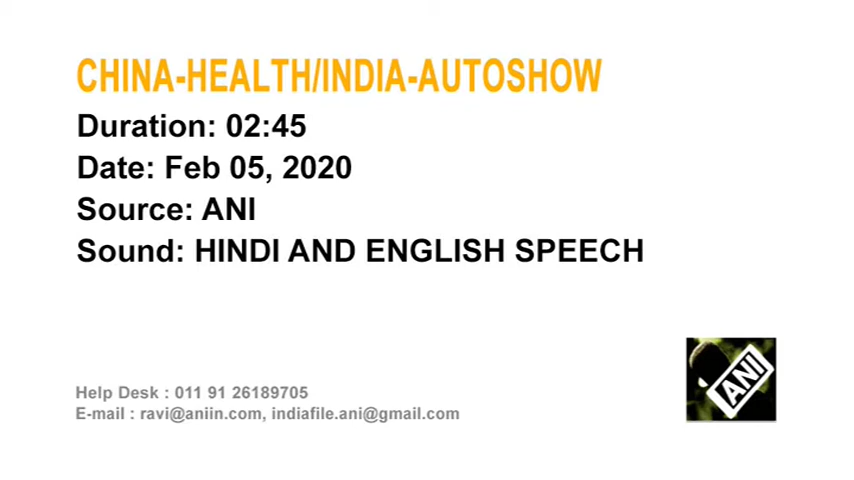 CHINA-HEALTH/INDIA-AUTOSHOW
Duration: 02:45
Date: Feb 05, 2020
Source: ANI
Sound: HINDI AND ENGLISH SPEECH
Help Desk : 011 91 26189705
E-mail : ravi@aniin.com, indiafile.ani@gmail.com
ANI